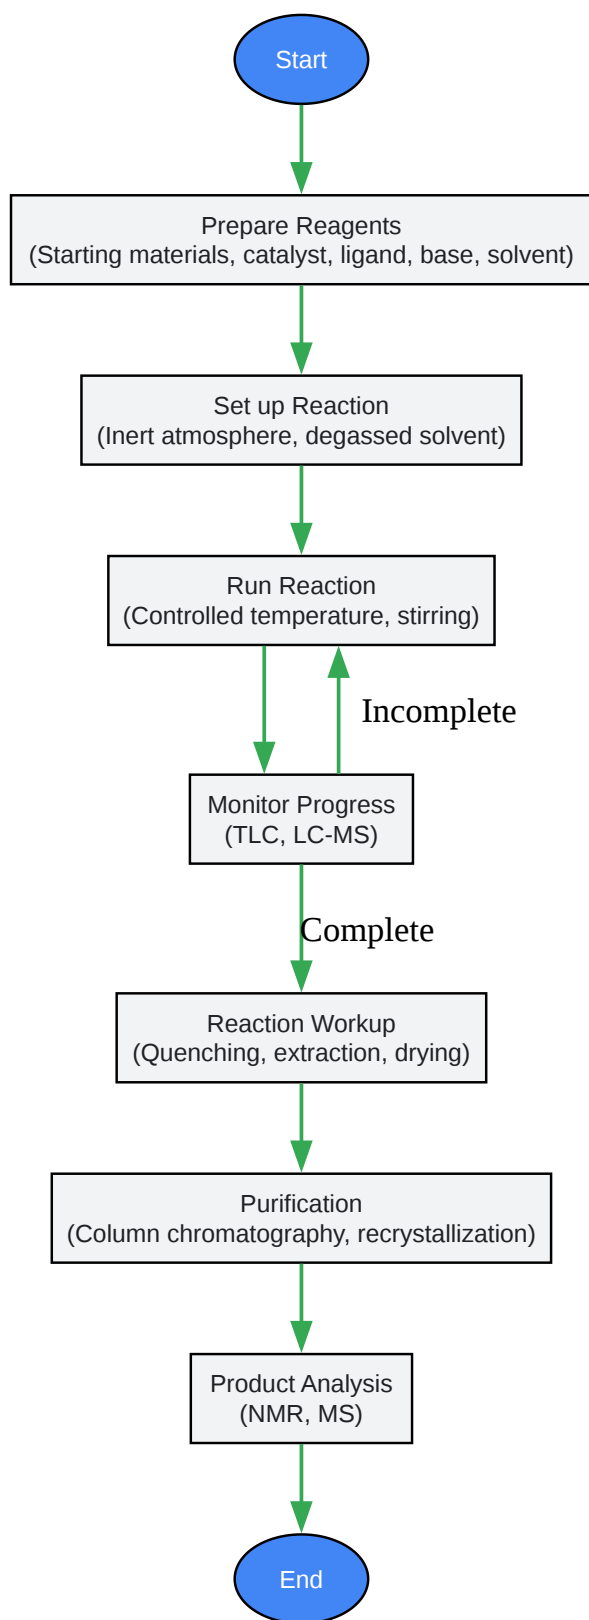 Start
Prepare Reagents
(Starting materials, catalyst, ligand, base, solvent)
Set up Reaction
(Inert atmosphere, degassed solvent)
Run Reaction
(Controlled temperature, stirring)
Incomplete
Monitor Progress
(TLC, LC-MS)
Complete
Reaction Workup
(Quenching, extraction, drying)
Purification
(Column chromatography, recrystallization)
Product Analysis
(NMR, MS)
End